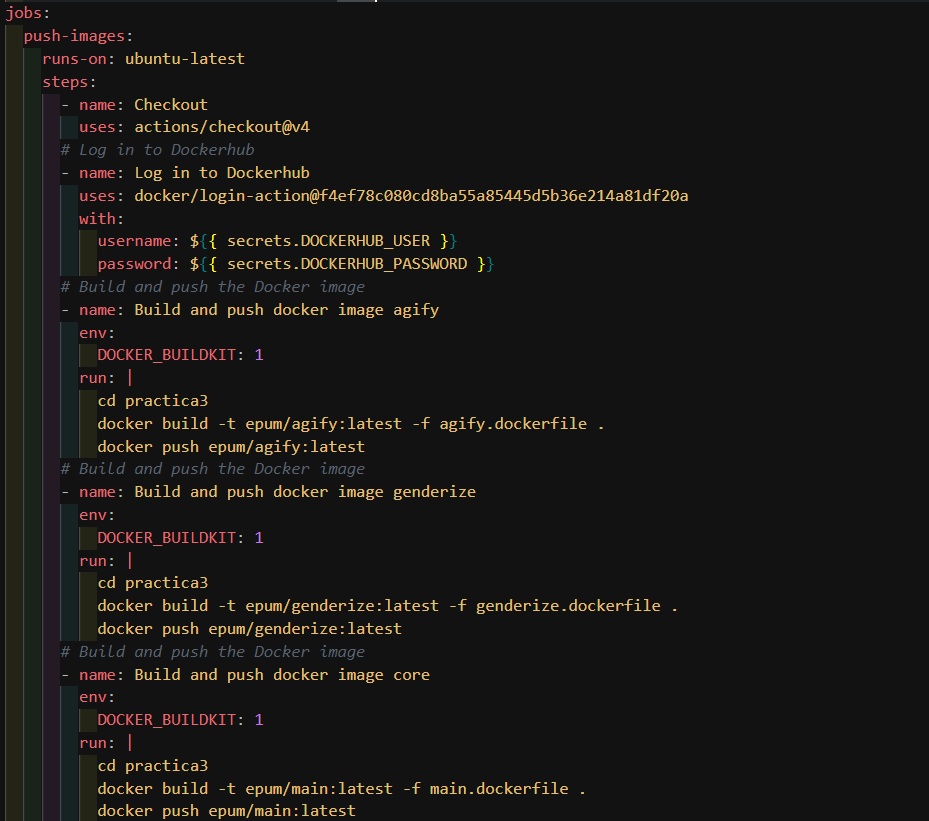 jobs:
  push-images:
    runs-on: ubuntu-latest
    steps:
      - name: Checkout
        uses: actions/checkout@v4
      # Log in to Dockerhub
      - name: Log in to Dockerhub
        uses: docker/login-action@f4ef78c080cd8ba55a85445d5b36e214a81df20a
        with:
          username: ${{ secrets.DOCKERHUB_USER }}
          password: ${{ secrets.DOCKERHUB_PASSWORD }}
      # Build and push the Docker image
      - name: Build and push docker image agify
        env:
          DOCKER_BUILDKIT: 1
        run: |
          cd practica3
          docker build -t epum/agify:latest -f agify.dockerfile .
          docker push epum/agify:latest
      # Build and push the Docker image
      - name: Build and push docker image genderize
        env:
          DOCKER_BUILDKIT: 1
        run: |
          cd practica3
          docker build -t epum/genderize:latest -f genderize.dockerfile .
          docker push epum/genderize:latest
      # Build and push the Docker image
      - name: Build and push docker image core
        env:
          DOCKER_BUILDKIT: 1
        run: |
          cd practica3
          docker build -t epum/main:latest -f main.dockerfile .
          docker push epum/main:latest